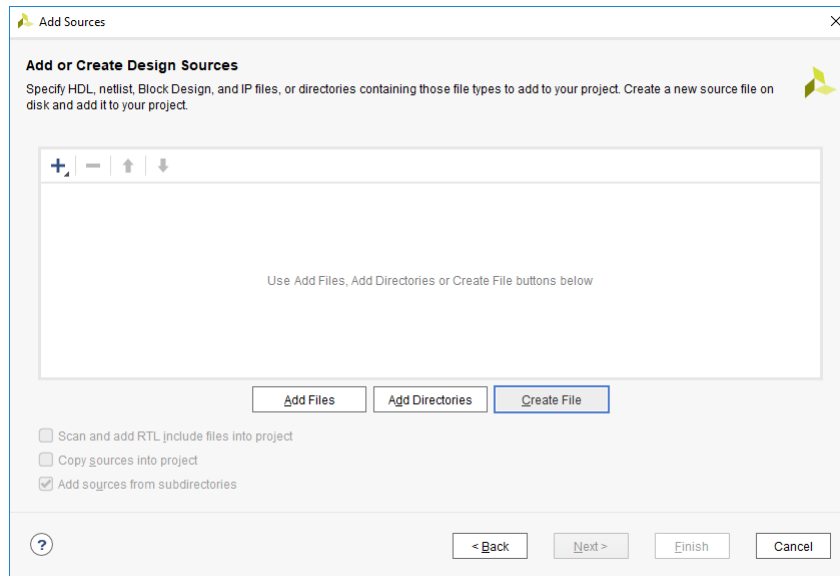 Add Sources
Add or Create Design Sources
Specify HDL, netlist, Block Design, and IP files, or directories containing those file types to add to your project. Create a new source file on
disk and add it to your project.
Use Add Files, Add Directories or Create File buttons below
Add Files
Add Directories
Create File
Scan and add RTL include files into project
Copy sources into project
Add sources from subdirectories
?
< Back
Next >
Finish
Cancel